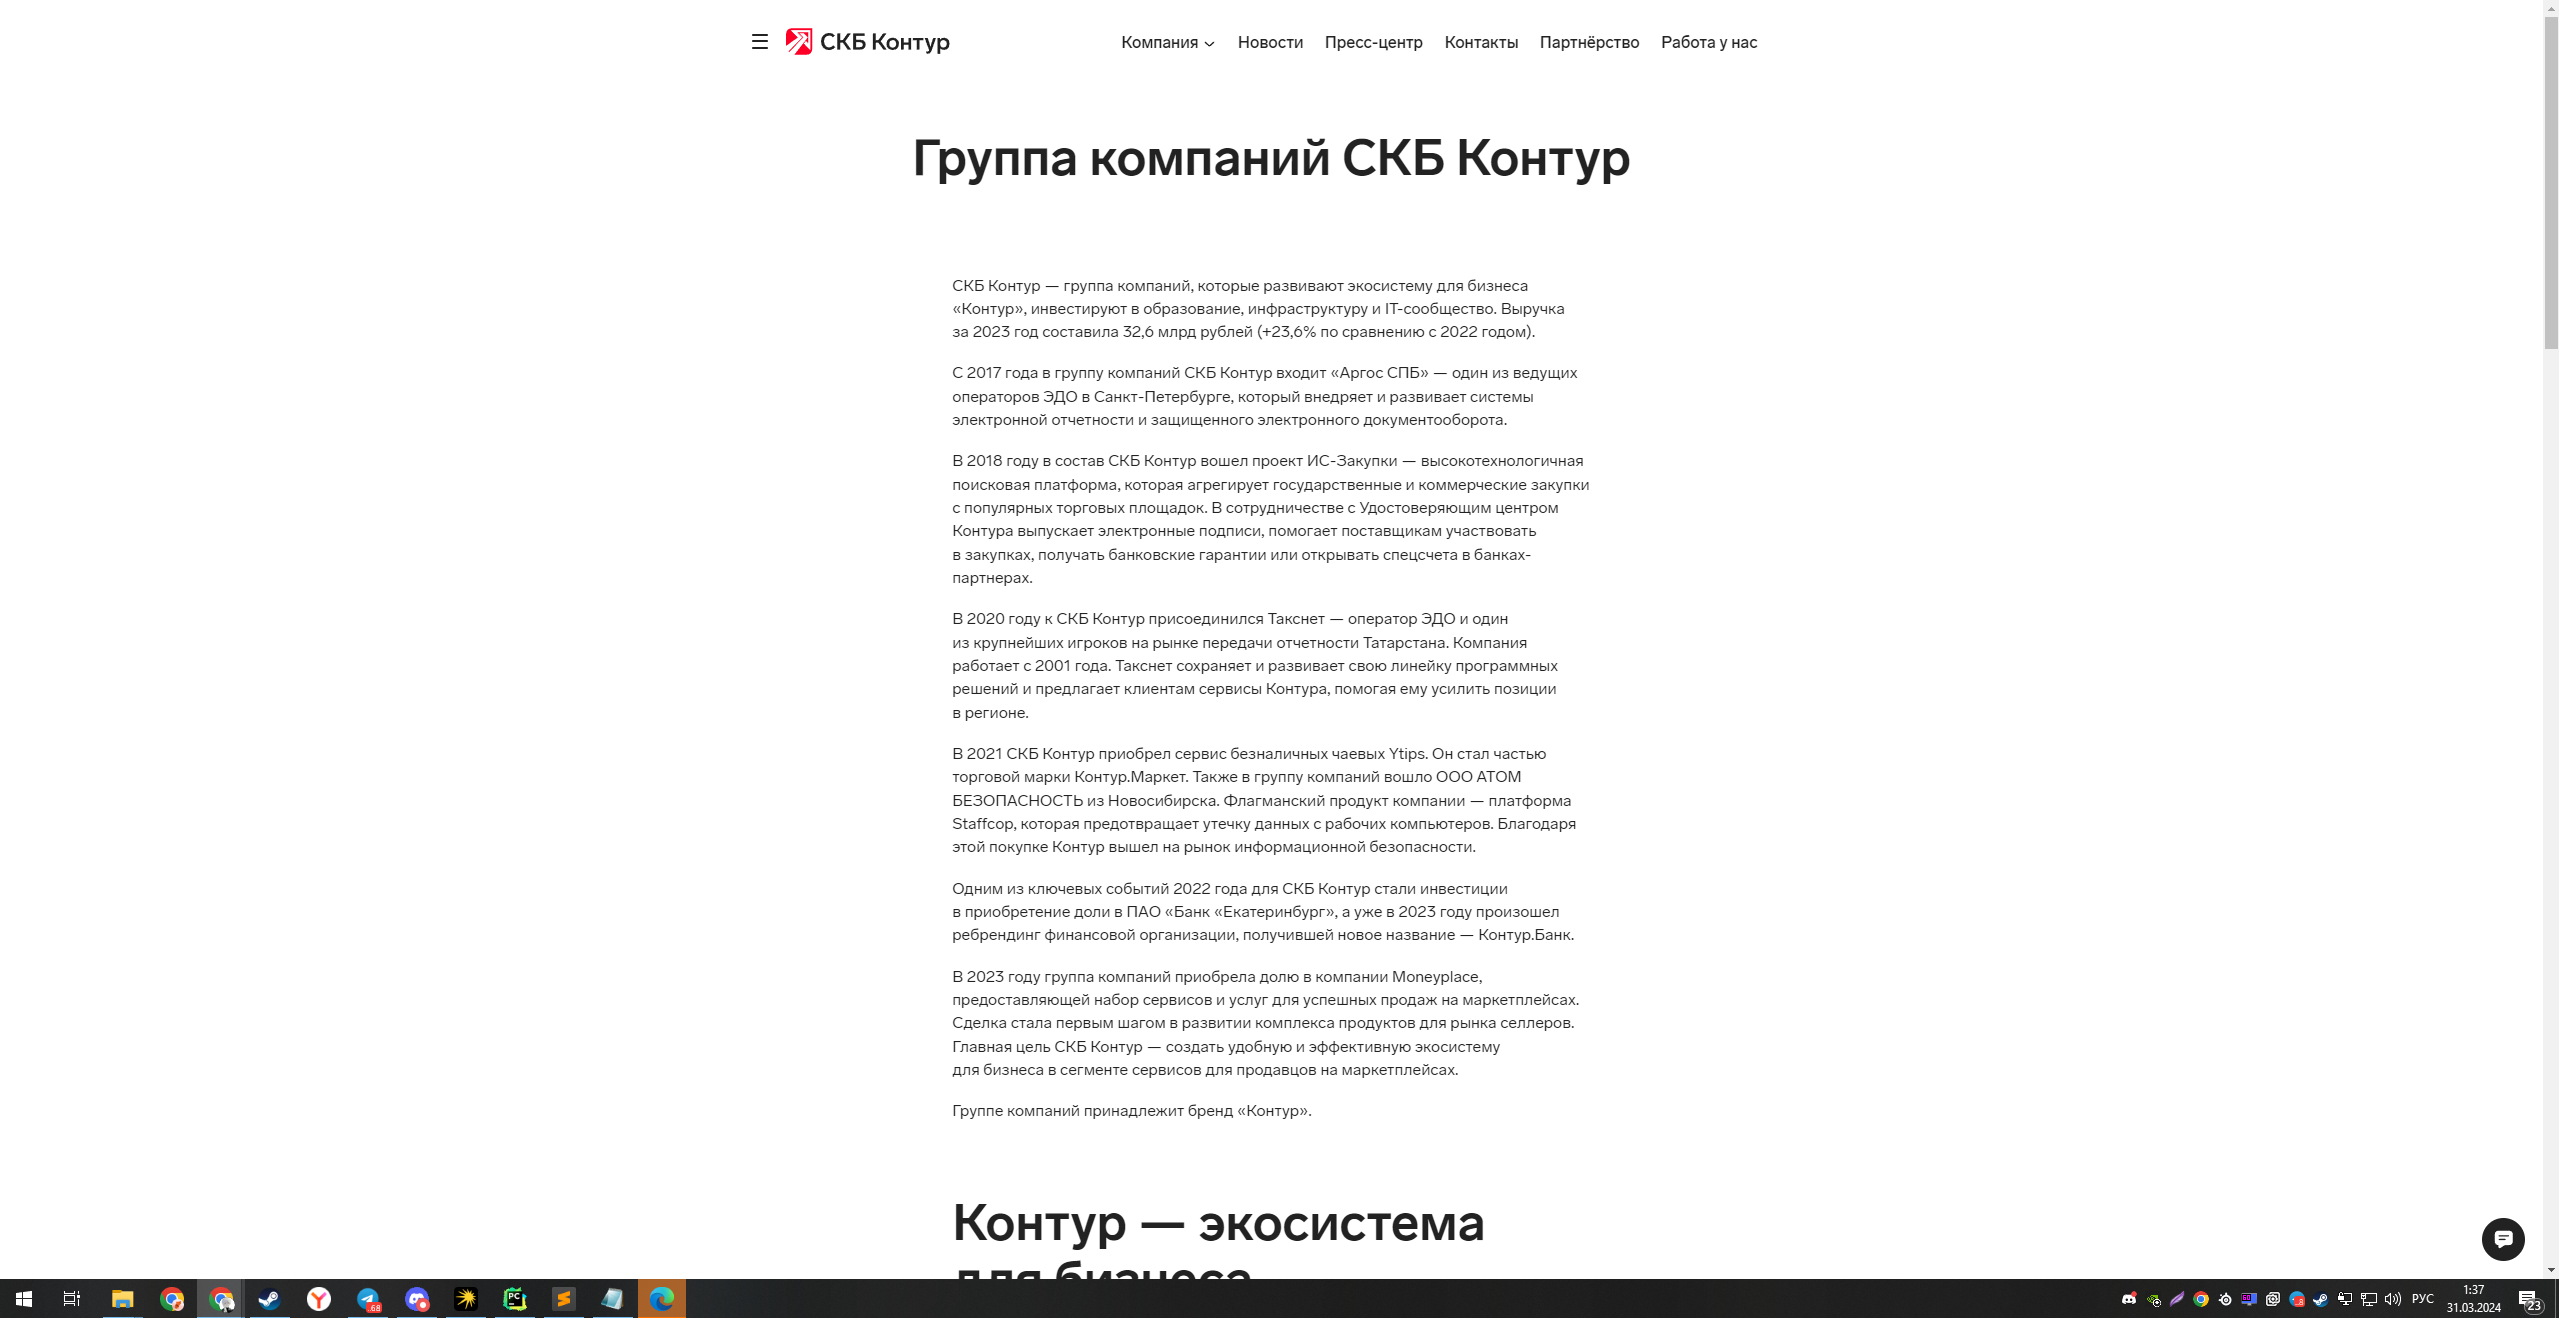 СКБ Контур
Компания
Новости
Пресс-центр
Контакты
Партнёрство
Работа у нас
Группа компаний СКБ Контур
СКБ Контур — группа компаний, которые развивают экосистему для бизнеса
«Контур», инвестируют в образование, инфраструктуру и IT-сообщество. Выручка
за 2023 год составила 32,6 млрд рублей (+23,6% по сравнению с 2022 годом).
С 2017 года в группу компаний СКБ Контур входит «Аргос СПБ» — один из ведущих
операторов ЭДО в Санкт-Петербурге, который внедряет и развивает системы
электронной отчетности и защищенного электронного документооборота.
В 2018 году в состав СКБ Контур вошел проект ИС-Закупки — высокотехнологичная
поисковая платформа, которая агрегирует государственные и коммерческие закупки
с популярных торговых площадок. В сотрудничестве с Удостоверяющим центром
Контура выпускает электронные подписи, помогает поставщикам участвовать
в закупках, получать банковские гарантии или открывать спецсчета в банках-
партнерах.
В 2020 году к СКБ Контур присоединился Такснет — оператор ЭДО и один
из крупнейших игроков на рынке передачи отчетности Татарстана. Компания
работает с 2001 года. Такснет сохраняет и развивает свою линейку программных
решений и предлагает клиентам сервисы Контура, помогая ему усилить позиции
в регионе.
В 2021 СКБ Контур приобрел сервис безналичных чаевых Ytips. Он стал частью
торговой марки Контур.Маркет. Также в группу компаний вошло ООО АТОМ
БЕЗОПАСНОСТЬ из Новосибирска. Флагманский продукт компании — платформа
Staffcop, которая предотвращает утечку данных с рабочих компьютеров. Благодаря
этой покупке Контур вышел на рынок информационной безопасности.
Одним из ключевых событий 2022 года для СКБ Контур стали инвестиции
в приобретение доли в ПАО «Банк «Екатеринбург», а уже в 2023 году произошел
ребрендинг финансовой организации, получившей новое название — Контур.Банк.
В 2023 году группа компаний приобрела долю в компании Moneyplace,
предоставляющей набор сервисов и услуг для успешных продаж на маркетплейсах.
Сделка стала первым шагом в развитии комплекса продуктов для рынка селлеров.
Главная цель СКБ Контур — создать удобную и эффективную экосистему
для бизнеса в сегменте сервисов для продавцов на маркетплейсах.
Группе компаний принадлежит бренд «Контур».
Контур — экосистема
для бизнеса
.68
PC
РУС
1:37
31.03.2024
23